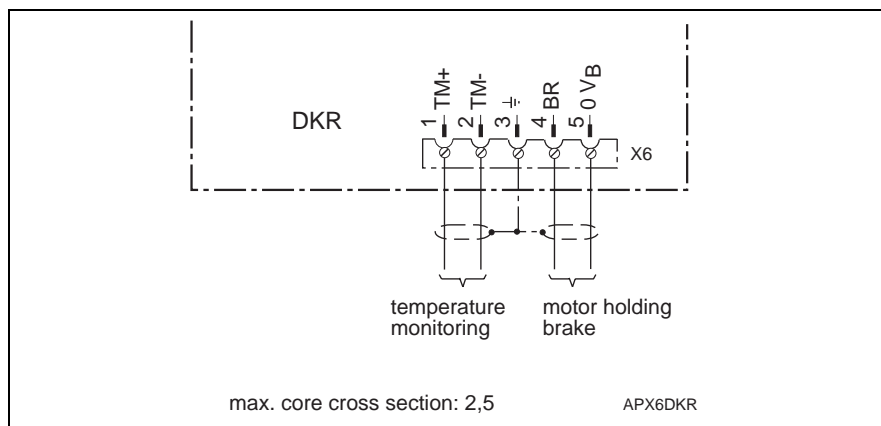 DKR
1 TM+
2 TM-
3
4 BR
5 0 VB
X6
temperature
monitoring
motor holding
brake
max. core cross section: 2,5
APX6DKR